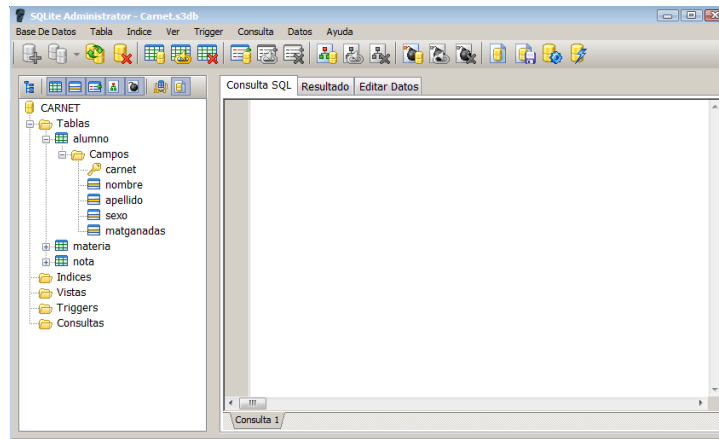 SQLite Administrator - Carnet.s3db
Base De Datos Tabla Indice Ver Trigger Consulta Datos Ayuda
Consulta SQL Resultado Editar Datos
CARNET
Tablas
alumno
Campos
carnet
nombre
apellido
sexo
matganadas
materia
nota
Indices
Vistas
Triggers
Consultas
Consulta 1